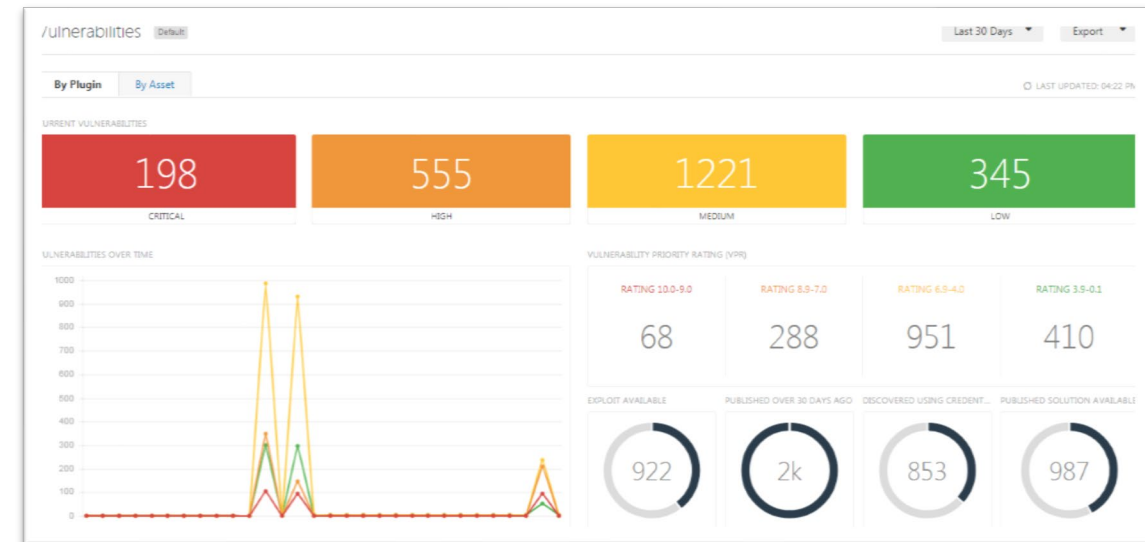 /ulnerabilities Default Last 30 Days Export
By Plugin By Asset LAST UPDATED: 04:22 PM
URRENT VULNERABILITIES
198 555 1221 345
CRITICAL HIGH MEDIUM LOW
ULNERABILITIES OVER TIME VULNERABILITY PRIORITY RATING (VPR)
1000
900
800
700
600
500
400
300
200
100
0
RATING 10.0-9.0 RATING 8.9-7.0 RATING 6.9-4.0 RATING 3.9-0.1
68 288 951 410
EXPLOIT AVAILABLE PUBLISHED OVER 30 DAYS AGO DISCOVERED USING CREDENT... PUBLISHED SOLUTION AVAILABLE
922 2k 853 987